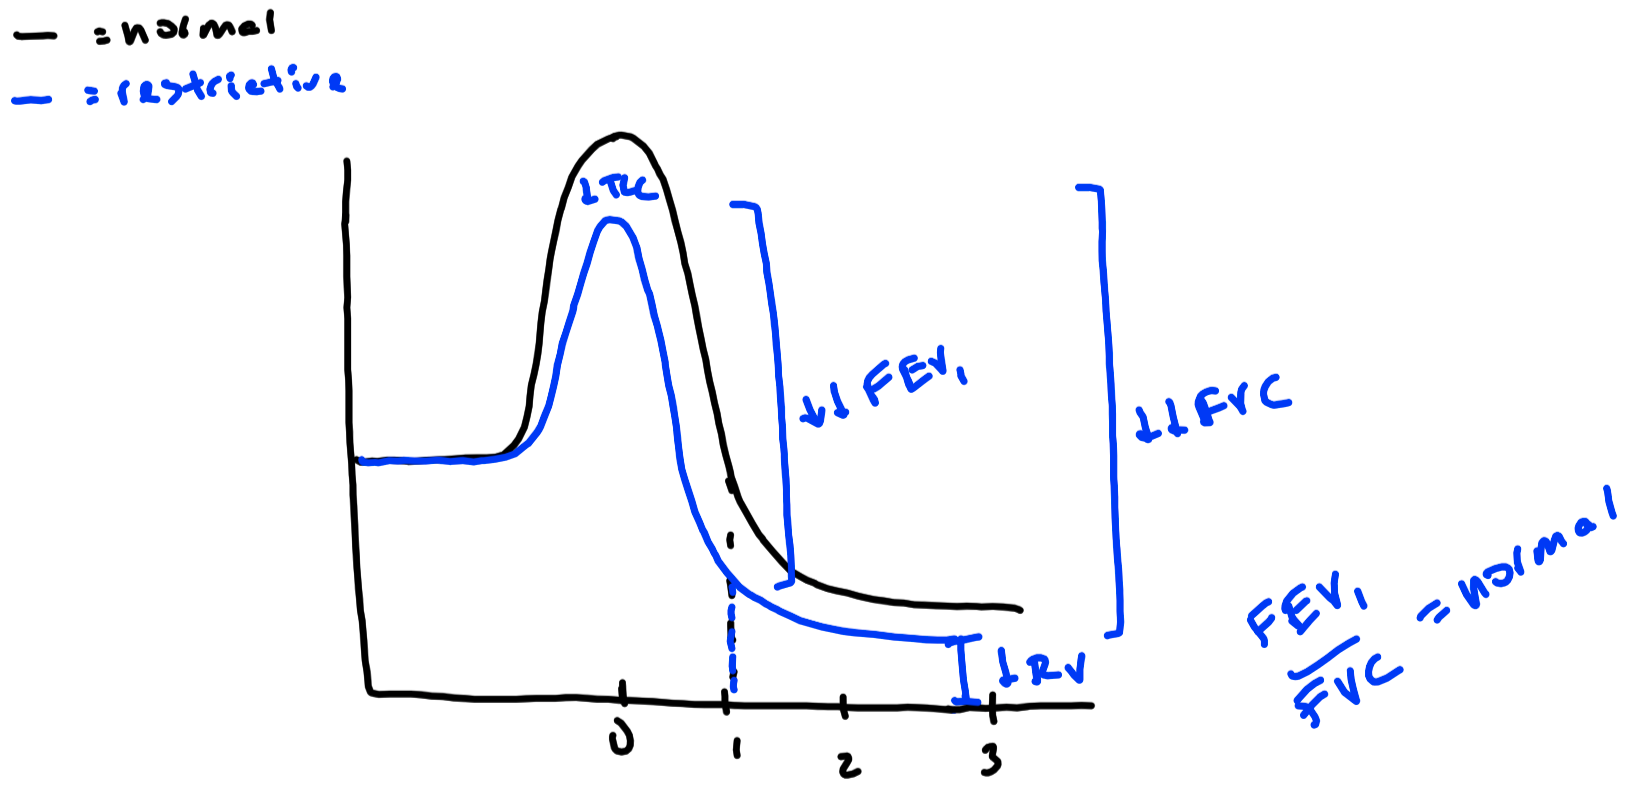 — = normal
— = restrictive
↓ TLC
↓↓ FEV₁
↓↓ FVC
FEV₁
/
FVC = normal
↓ RV
0 1 2 3